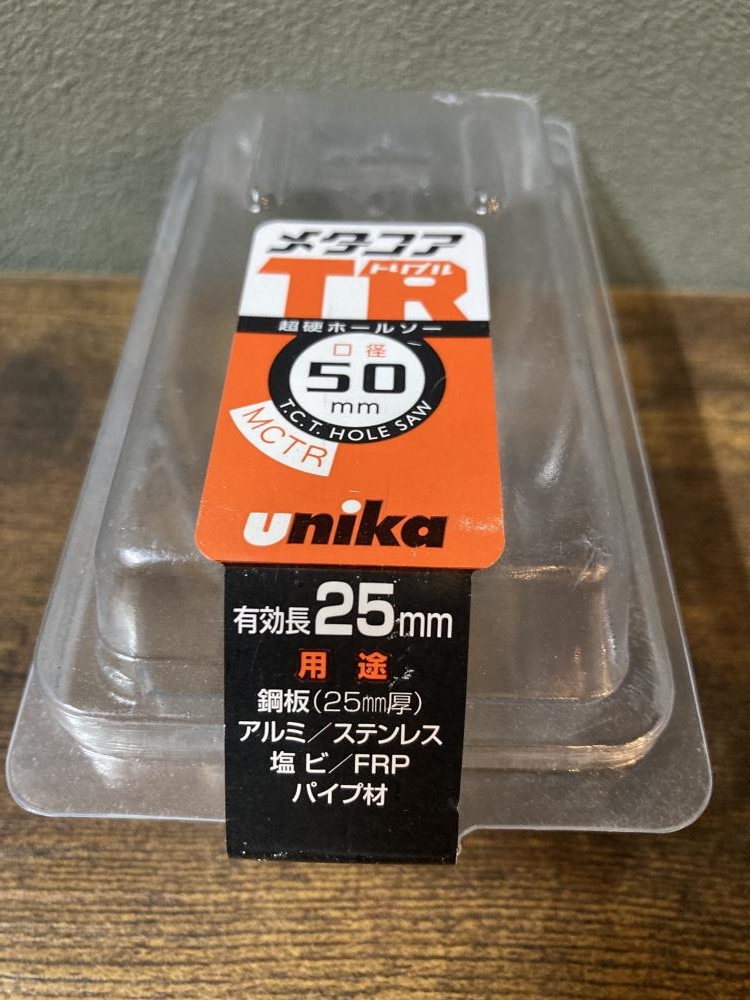 メタコア
トリプル
TR
超硬ホールソー
口径
50
mm
T.C.T. HOLE SAW
MCTR
unika
有効長25mm
用途
鋼板(25mm厚)
アルミ/ステンレス
塩ビ/FRP
パイプ材